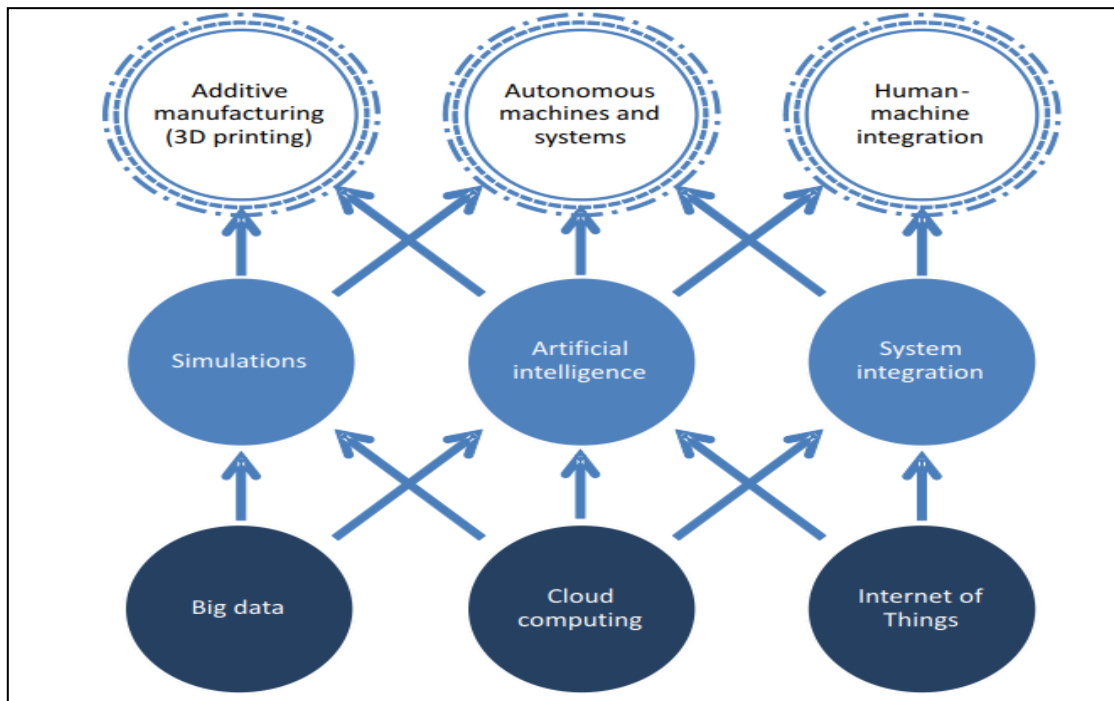 Additive
manufacturing
(3D printing)
Autonomous
machines and
systems
Human-
machine
integration
Simulations
Artificial
intelligence
System
integration
Big data
Cloud
computing
Internet of
Things